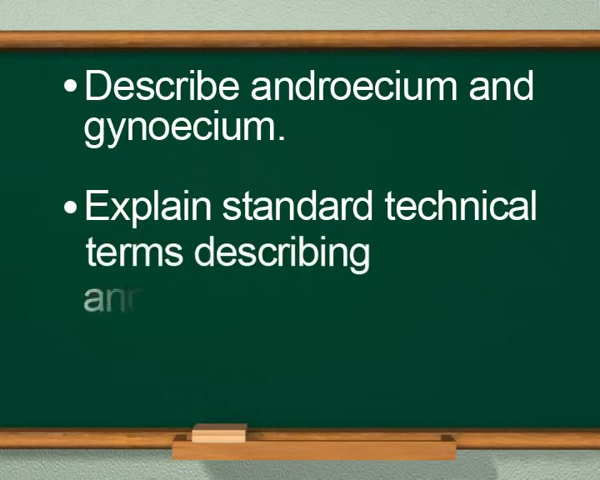 • Describe androecium and
gynoecium.
• Explain standard technical
terms describing